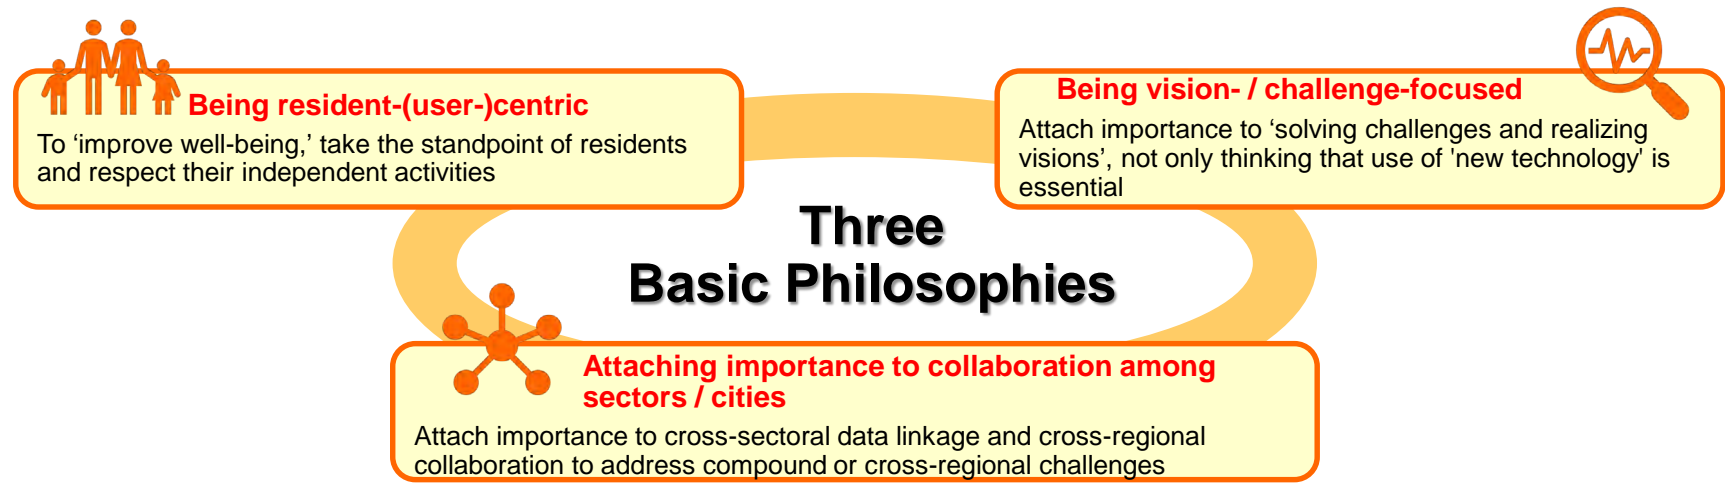 Being resident-(user-)centric
To ‘improve well-being,’ take the standpoint of residents
and respect their independent activities
Being vision- / challenge-focused
Attach importance to ‘solving challenges and realizing
visions’, not only thinking that use of 'new technology' is
essential
Three
Basic Philosophies
Attaching importance to collaboration among
sectors / cities
Attach importance to cross-sectoral data linkage and cross-regional
collaboration to address compound or cross-regional challenges